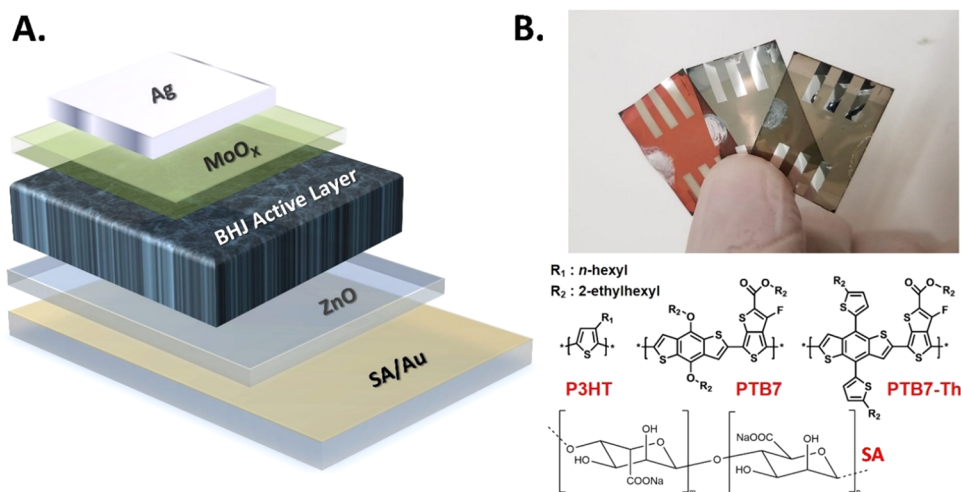 A.
Ag
MoOₓ
BHJ Active Layer
ZnO
SA/Au
B.
R₁ : n-hexyl
R₂ : 2-ethylhexyl
R₁
S
* *
P3HT
R₂
O
O
S
S
O
R₂
O
O R₂
F
S
S
* *
PTB7
R₂
S
S
S
S
R₂
O
O R₂
F
S
S
* *
PTB7-Th
O
HO
OH
O
COONa
O
m
NaOOC
HO
OH
O
n
SA